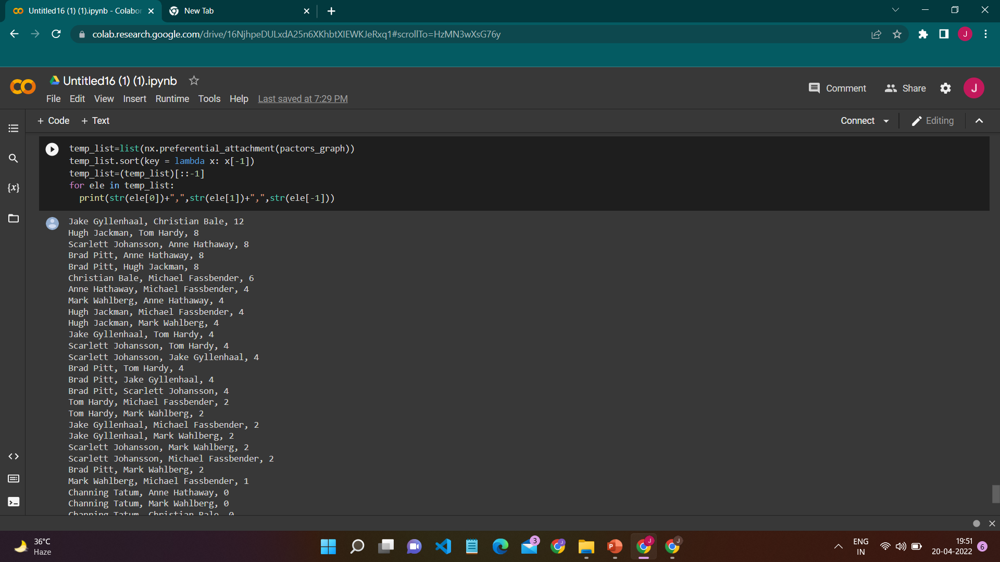 Untitled16 (1) (1).ipynb - Colabor
New Tab
colab.research.google.com/drive/16NjhpeDULxdA25n6XKhbtXIEWKJeRxq1#scrollTo=HzMN3wXsG76y
J
Untitled16 (1) (1).ipynb
Comment
Share
J
File Edit View Insert Runtime Tools Help Last saved at 7:29 PM
+ Code + Text
Connect
Editing
{x}
temp_list=list(nx.preferential_attachment(pactors_graph))
temp_list.sort(key = lambda x: x[-1])
temp_list=(temp_list)[::-1]
for ele in temp_list:
  print(str(ele[0])+",",str(ele[1])+",",str(ele[-1]))
Jake Gyllenhaal, Christian Bale, 12
Hugh Jackman, Tom Hardy, 8
Scarlett Johansson, Anne Hathaway, 8
Brad Pitt, Anne Hathaway, 8
Brad Pitt, Hugh Jackman, 8
Christian Bale, Michael Fassbender, 6
Anne Hathaway, Michael Fassbender, 4
Mark Wahlberg, Anne Hathaway, 4
Hugh Jackman, Michael Fassbender, 4
Hugh Jackman, Mark Wahlberg, 4
Jake Gyllenhaal, Tom Hardy, 4
Scarlett Johansson, Tom Hardy, 4
Scarlett Johansson, Jake Gyllenhaal, 4
Brad Pitt, Tom Hardy, 4
Brad Pitt, Jake Gyllenhaal, 4
Brad Pitt, Scarlett Johansson, 4
Tom Hardy, Michael Fassbender, 2
Tom Hardy, Mark Wahlberg, 2
Jake Gyllenhaal, Michael Fassbender, 2
Jake Gyllenhaal, Mark Wahlberg, 2
Scarlett Johansson, Mark Wahlberg, 2
Scarlett Johansson, Michael Fassbender, 2
Brad Pitt, Mark Wahlberg, 2
Mark Wahlberg, Michael Fassbender, 1
Channing Tatum, Anne Hathaway, 0
Channing Tatum, Mark Wahlberg, 0
Channing Tatum, Christian Bale, 0
36°C
Haze
3
J
P
J
J
ENG
IN
19:51
20-04-2022
6